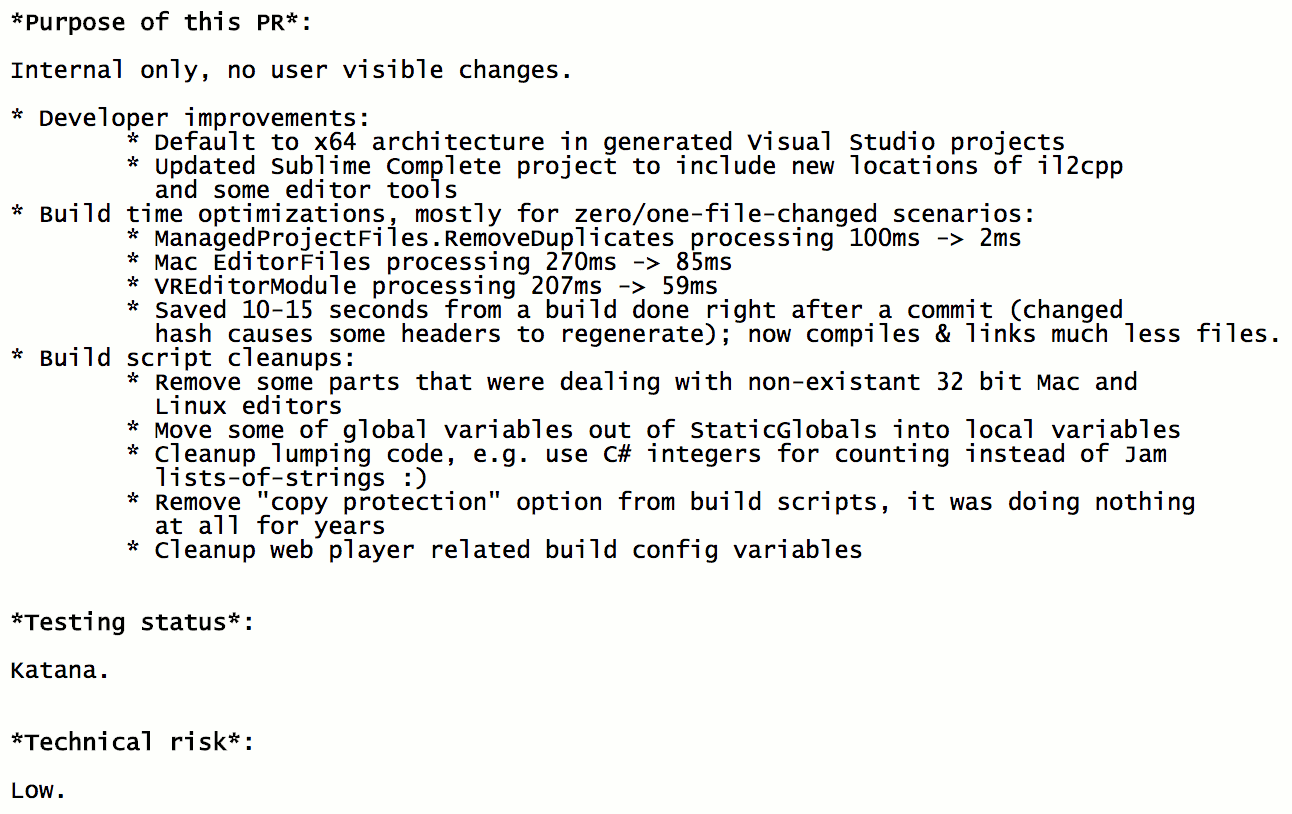 *Purpose of this PR*:
Internal only, no user visible changes.
* Developer improvements:
* Default to x64 architecture in generated Visual Studio projects
* Updated Sublime Complete project to include new locations of il2cpp
and some editor tools
* Build time optimizations, mostly for zero/one-file-changed scenarios:
* ManagedProjectFiles.RemoveDuplicates processing 100ms -> 2ms
* Mac EditorFiles processing 270ms -> 85ms
* VREditorModule processing 207ms -> 59ms
* Saved 10-15 seconds from a build done right after a commit (changed
hash causes some headers to regenerate); now compiles & links much less files.
* Build script cleanups:
* Remove some parts that were dealing with non-existant 32 bit Mac and
Linux editors
* Move some of global variables out of StaticGlobals into local variables
* Cleanup lumping code, e.g. use C# integers for counting instead of Jam
lists-of-strings :)
* Remove "copy protection" option from build scripts, it was doing nothing
at all for years
* Cleanup web player related build config variables
*Testing status*:
Katana.
*Technical risk*:
Low.